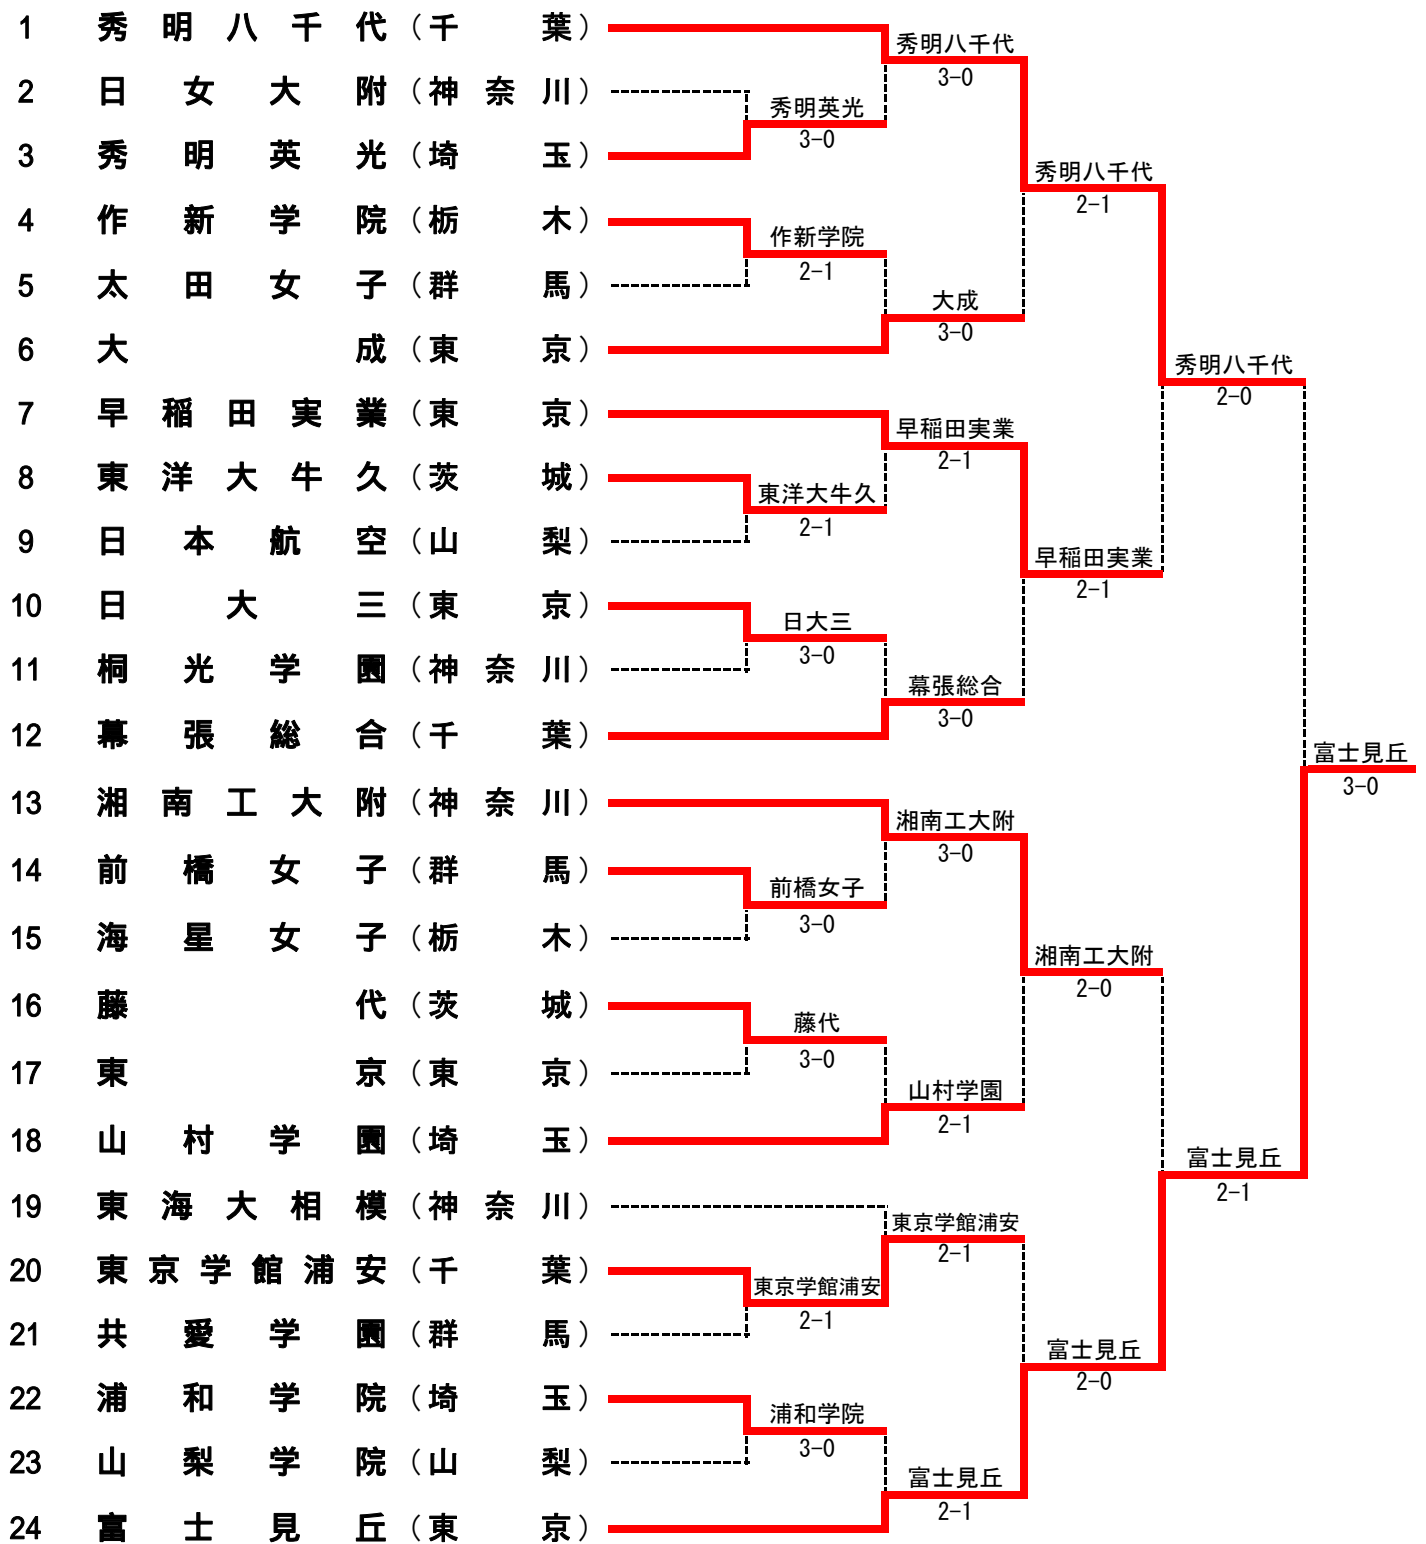 1 秀明八千代（千葉）
2 日女大附（神奈川）
3 秀明英光（埼玉）
4 作新学院（栃木）
5 太田女子（群馬）
6 大成（東京）
7 早稲田実業（東京）
8 東洋大牛久（茨城）
9 日本航空（山梨）
10 日大三（東京）
11 桐光学園（神奈川）
12 幕張総合（千葉）
13 湘南工大附（神奈川）
14 前橋女子（群馬）
15 海星女子（栃木）
16 藤代（茨城）
17 東京（東京）
18 山村学園（埼玉）
19 東海大相模（神奈川）
20 東京学館浦安（千葉）
21 共愛学園（群馬）
22 浦和学院（埼玉）
23 山梨学院（山梨）
24 富士見丘（東京）
秀明英光
3-0
作新学院
2-1
東洋大牛久
2-1
日大三
3-0
前橋女子
3-0
藤代
3-0
東京学館浦安
2-1
浦和学院
3-0
秀明八千代
3-0
大成
3-0
早稲田実業
2-1
幕張総合
3-0
湘南工大附
3-0
山村学園
2-1
東京学館浦安
2-1
富士見丘
2-1
秀明八千代
2-1
早稲田実業
2-1
湘南工大附
2-0
富士見丘
2-0
秀明八千代
2-0
富士見丘
2-1
富士見丘
3-0